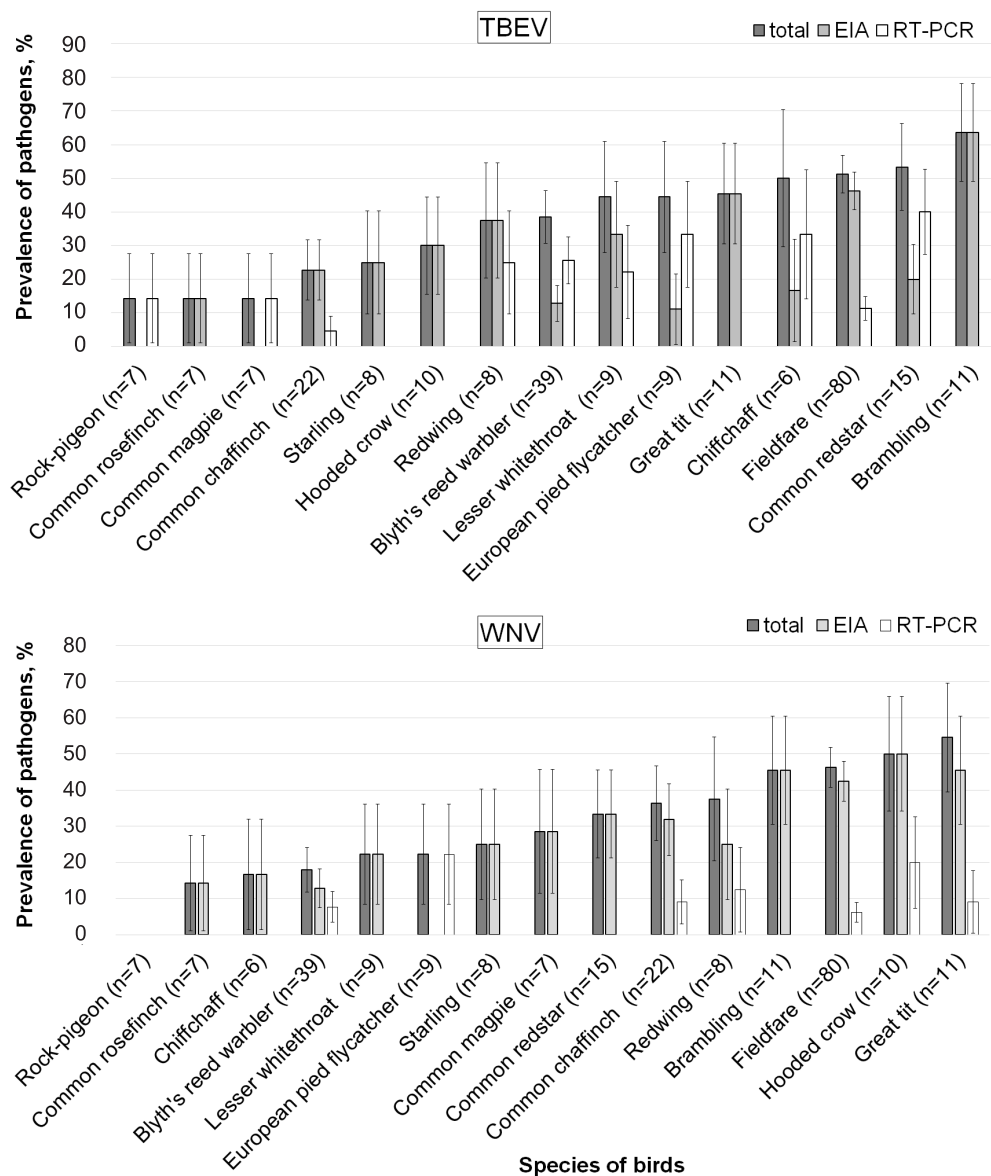 TBEV
total EIA RT-PCR
Prevalence of pathogens, %
90
80
70
60
50
40
30
20
10
0
Rock-pigeon (n=7)
Common rosefinch (n=7)
Common magpie (n=7)
Common chaffinch (n=22)
Starling (n=8)
Hooded crow (n=10)
Redwing (n=8)
Blyth's reed warbler (n=39)
Lesser whitethroat (n=9)
European pied flycatcher (n=9)
Great tit (n=11)
Chiffchaff (n=6)
Fieldfare (n=80)
Common redstar (n=15)
Brambling (n=11)
WNV
total EIA RT-PCR
Prevalence of pathogens, %
80
70
60
50
40
30
20
10
0
Rock-pigeon (n=7)
Common rosefinch (n=7)
Chiffchaff (n=6)
Blyth's reed warbler (n=39)
Lesser whitethroat (n=9)
European pied flycatcher (n=9)
Starling (n=8)
Common magpie (n=7)
Common redstar (n=15)
Common chaffinch (n=22)
Redwing (n=8)
Brambling (n=11)
Fieldfare (n=80)
Hooded crow (n=10)
Great tit (n=11)
Species of birds